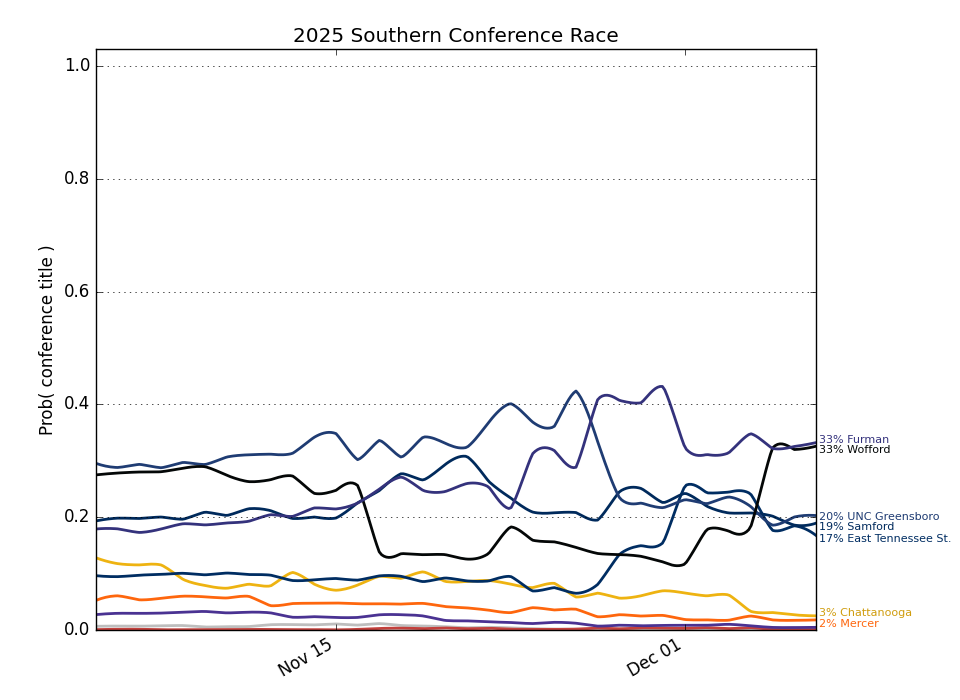 2025 Southern Conference Race
1.0
0.8
0.6
0.4
0.2
0.0
Prob( conference title )
Nov 15
Dec 01
33% Furman
33% Wofford
20% UNC Greensboro
19% Samford
17% East Tennessee St.
3% Chattanooga
2% Mercer